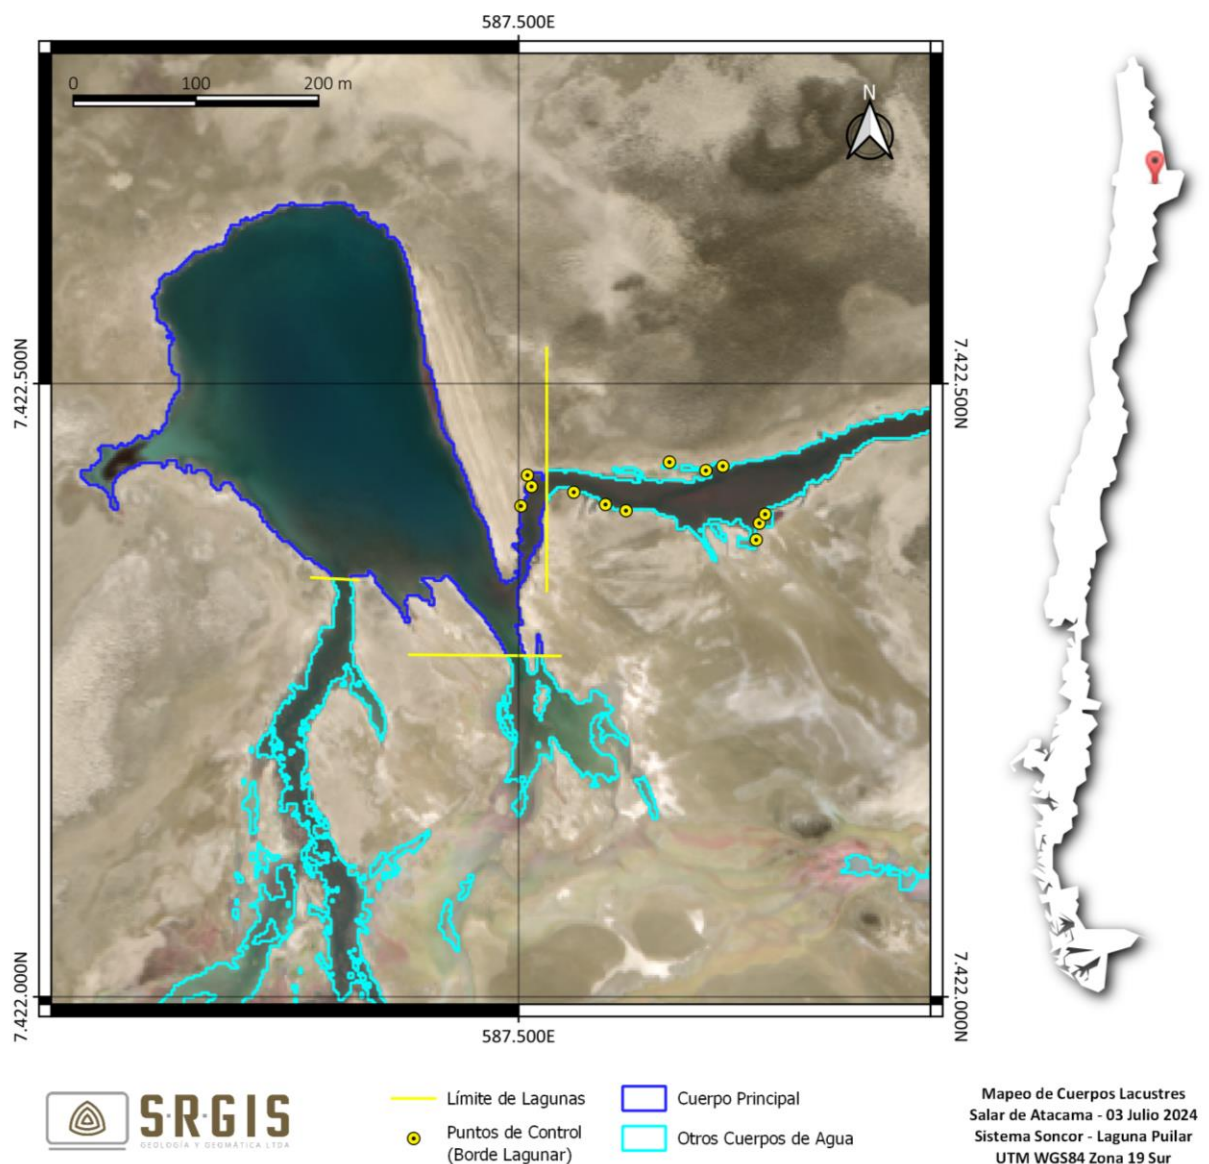 587.500E
0 100 200 m
N
7.422.500N
7.422.500N
7.422.000N
7.422.000N
587.500E
S·R·GIS
GEOLOGÍA Y GEOMÁTICA LTDA
Límite de Lagunas
Puntos de Control
(Borde Lagunar)
Cuerpo Principal
Otros Cuerpos de Agua
Mapeo de Cuerpos Lacustres
Salar de Atacama - 03 Julio 2024
Sistema Soncor - Laguna Puilar
UTM WGS84 Zona 19 Sur